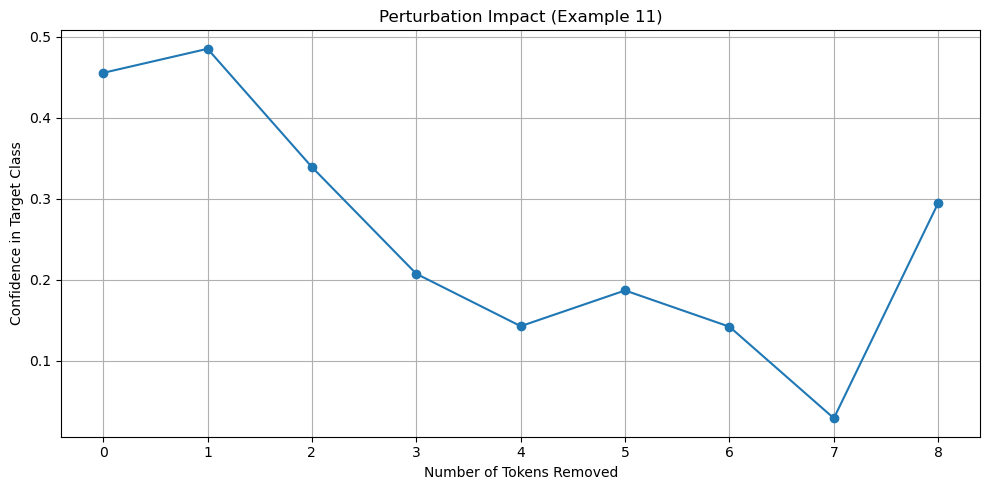 Perturbation Impact (Example 11)
Confidence in Target Class
0.5
0.4
0.3
0.2
0.1
0 1 2 3 4 5 6 7 8
Number of Tokens Removed